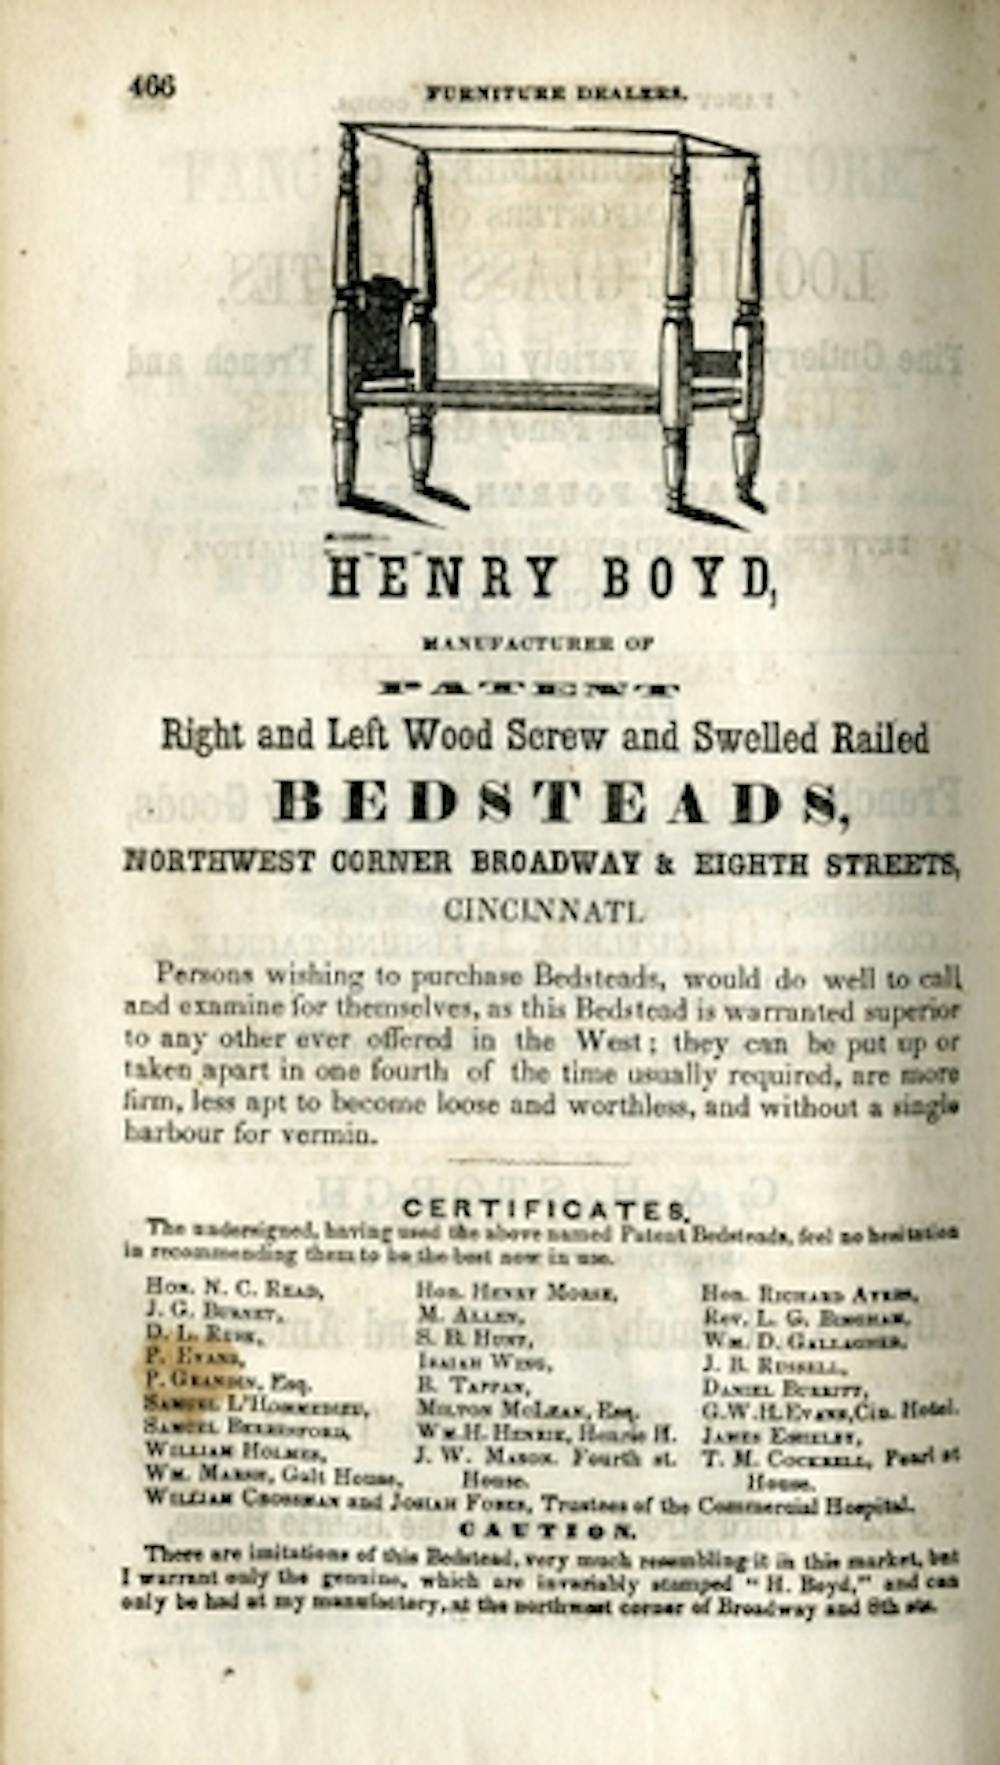 466
FURNITURE DEALERS.
HENRY BOYD,
MANUFACTURER OF
PATENT
Right and Left Wood Screw and Swelled Railed
BEDSTEADS,
NORTHWEST CORNER BROADWAY & EIGHTH STREETS,
CINCINNATI.
Persons wishing to purchase Bedsteads, would do well to call
and examine for themselves, as this Bedstead is warranted superior
to any other ever offered in the West; they can be put up or
taken apart in one fourth of the time usually required, are more
firm, less apt to become loose and worthless, and without a single
harbour for vermin.
CERTIFICATES.
The undersigned, having used the above named Patent Bedsteads, feel no hesitation
in recommending them to be the best now in use.
Hon. N. C. Read,
J. G. Burnet,
D. L. Rusk,
P. Evans,
P. Grandin, Esq.
Samuel L'Hommedieu,
Samuel Berresford,
William Holmes,
Wm. Marsh, Galt House,
Hon. Henry Morse,
M. Allen,
S. B. Hunt,
Isaiah Wing,
B. Tappan,
Milton McLean, Esq.
Wm. H. Henrie, Henrie H.
J. W. Mason. Fourth st.
House.
Hon. Richard Ayres,
Rev. L. G. Bingham,
Wm. D. Gallagher,
J. B. Russell,
Daniel Burritt,
G. W. H. Evans, Cin. Hotel.
James Eshelby,
T. M. Cockrell, Pearl st
House.
William Crossman and Josiah Fobes, Trustees of the Commercial Hospital.
CAUTION.
There are imitations of this Bedstead, very much resembling it in this market, but
I warrant only the genuine, which are invariably stamped "H. Boyd," and can
only be had at my manufactory, at the northwest corner of Broadway and 8th sts.